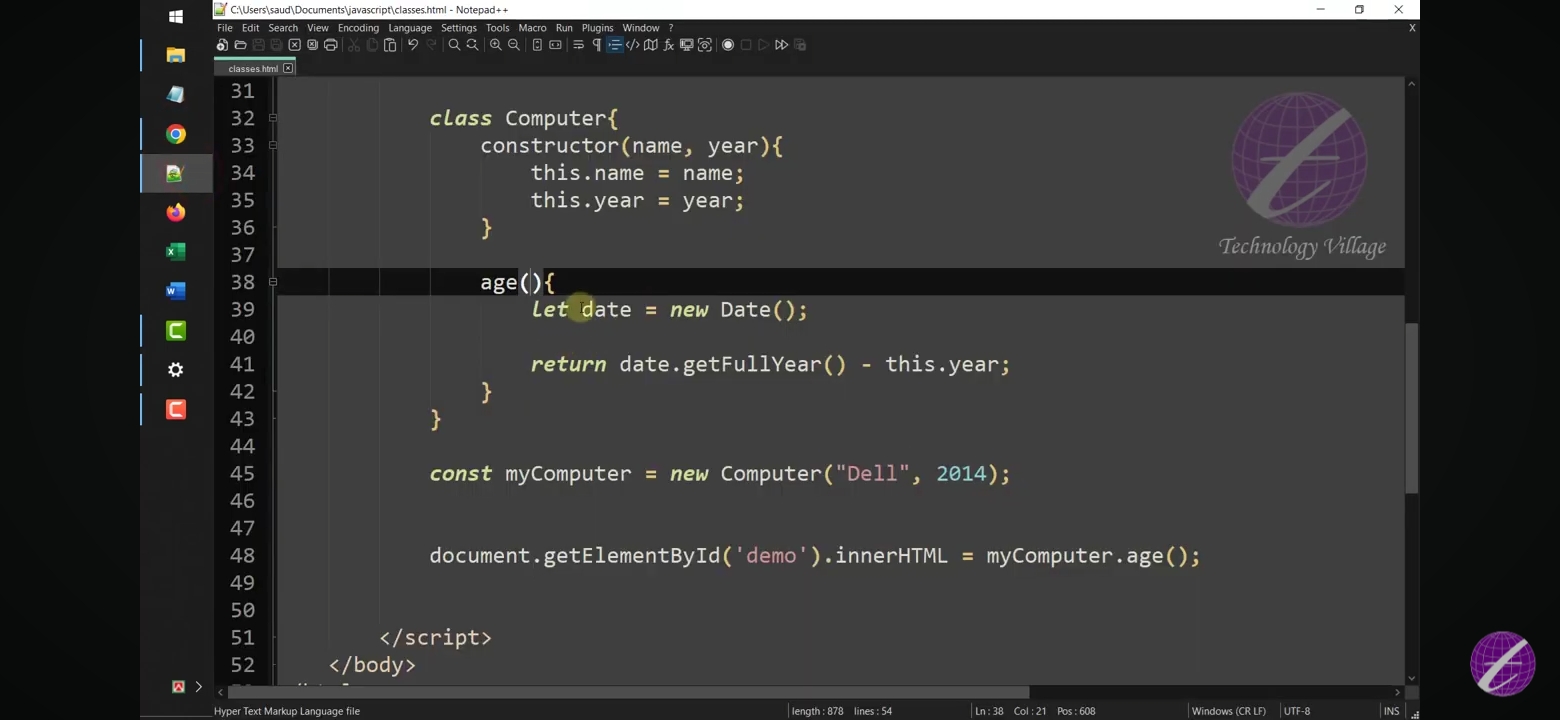 C:\Users\saud\Documents\javascript\classes.html - Notepad++
File Edit Search View Encoding Language Settings Tools Macro Run Plugins Window ? X
classes.html
31
32 class Computer{
33 constructor(name, year){
34 this.name = name;
35 this.year = year;
36 }
37
38 age(){
39 let date = new Date();
40
41 return date.getFullYear() - this.year;
42 }
43 }
44
45 const myComputer = new Computer("Dell", 2014);
46
47
48 document.getElementById('demo').innerHTML = myComputer.age();
49
50
51 </script>
52 </body>
Technology Village
Hyper Text Markup Language file length : 878 lines : 54 Ln : 38 Col : 21 Pos : 608 Windows (CR LF) UTF-8 INS